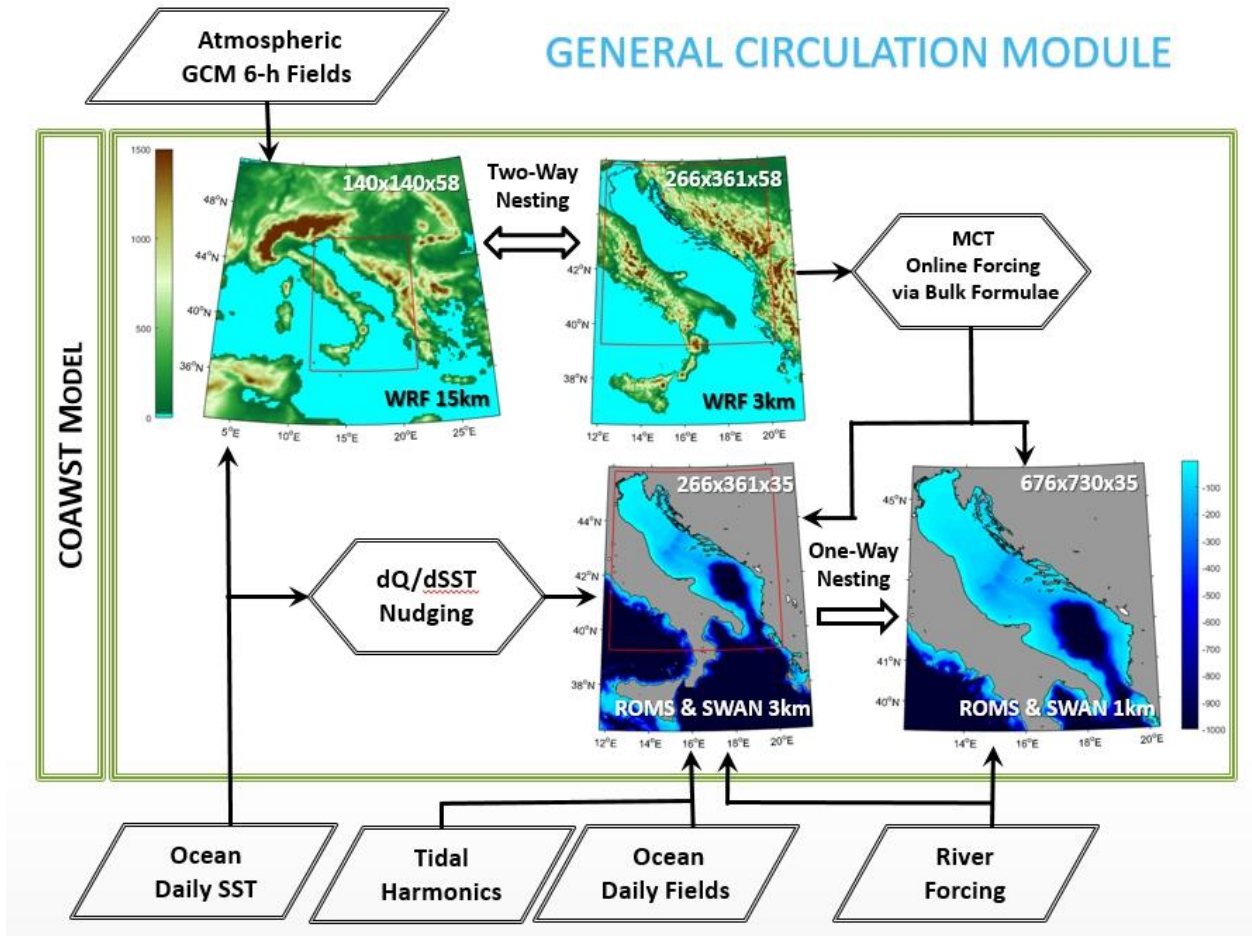 Atmospheric
GCM 6-h Fields
GENERAL CIRCULATION MODULE
COAWST MODEL
1500
1000
500
0
140x140x58
48°N
44°N
40°N
36°N
WRF 15km
5°E
10°E
15°E
20°E
25°E
Two-Way
Nesting
266x361x58
42°N
40°N
38°N
WRF 3km
12°E
14°E
16°E
18°E
20°E
MCT
Online Forcing
via Bulk Formulae
dQ/dSST
Nudging
266x361x35
44°N
42°N
40°N
38°N
ROMS & SWAN 3km
12°E
14°E
16°E
18°E
20°E
One-Way
Nesting
676x730x35
45°N
41°N
40°N
ROMS & SWAN 1km
14°E
16°E
18°E
20°E
-100
-200
-300
-400
-500
-600
-700
-800
-900
-1000
Ocean
Daily SST
Tidal
Harmonics
Ocean
Daily Fields
River
Forcing